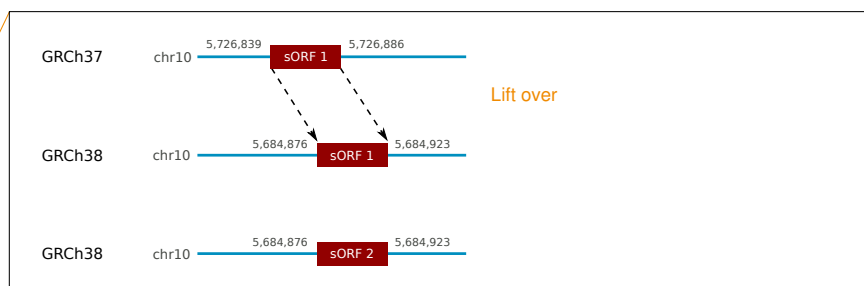 5,726,839 5,726,886
GRCh37 chr10 sORF 1
Lift over
5,684,876 5,684,923
GRCh38 chr10 sORF 1
5,684,876 5,684,923
GRCh38 chr10 sORF 2